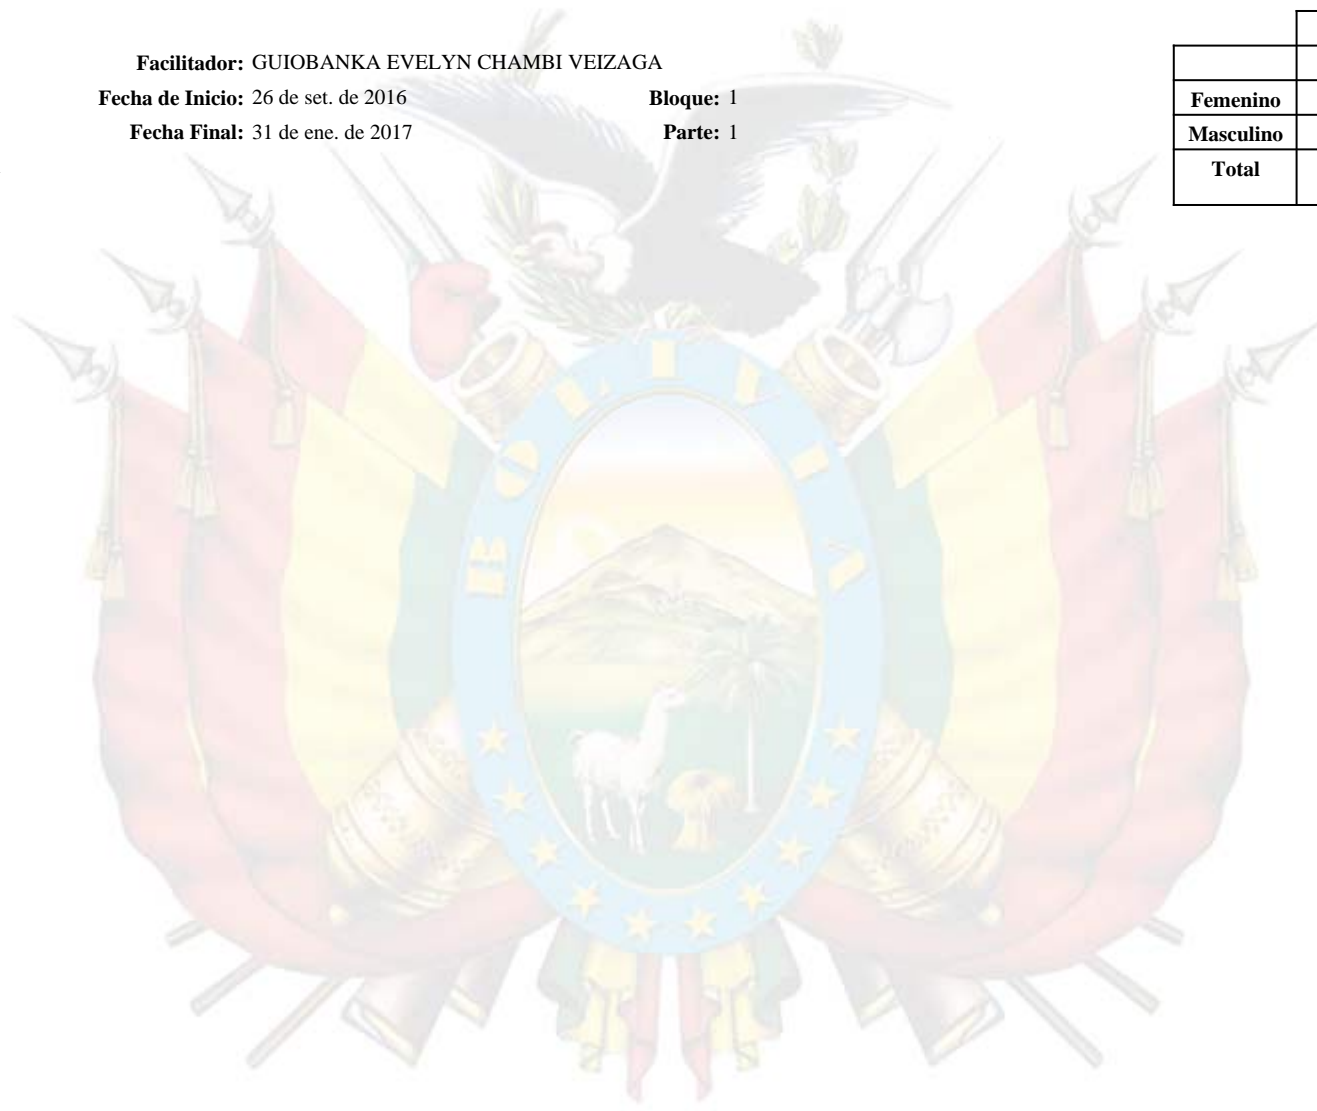 Facilitador: GUIOBANKA EVELYN CHAMBI VEIZAGA
Fecha de Inicio: 26 de set. de 2016 Bloque: 1
Fecha Final: 31 de ene. de 2017 Parte: 1
Femenino
Masculino
Total
BOLIVIA